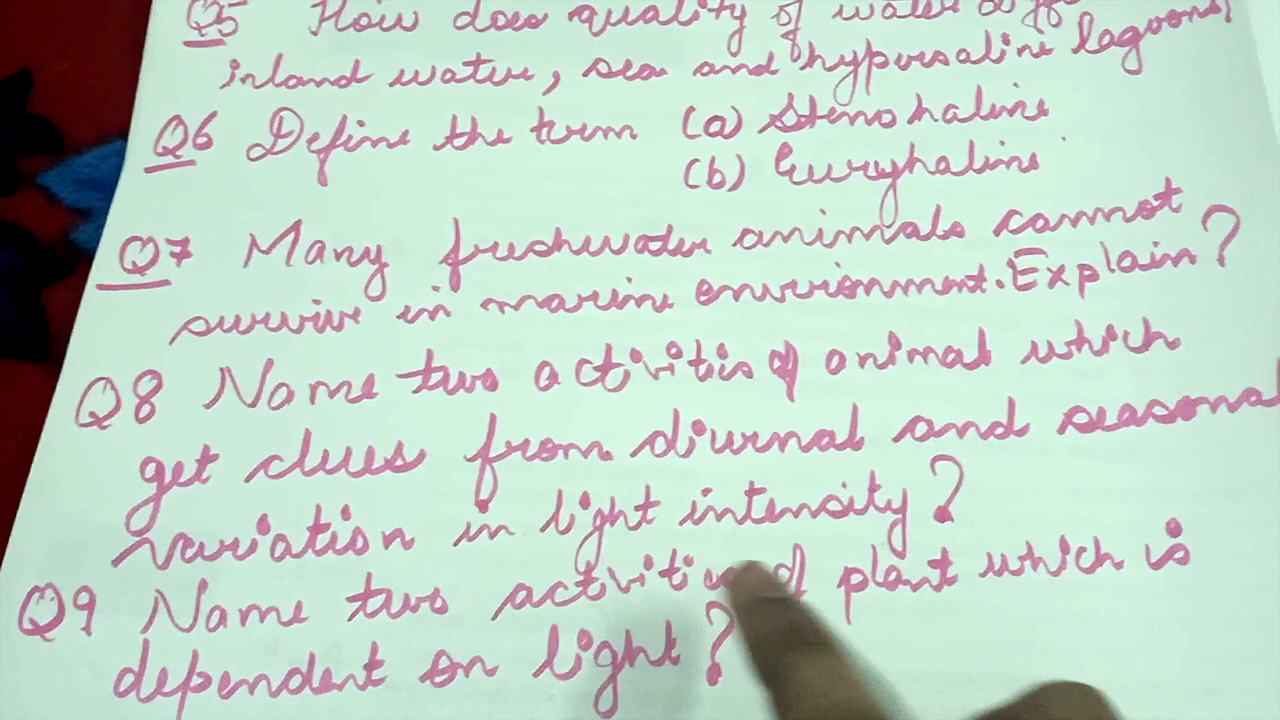 Q5 How does quality of water
inland water, sea and hypersaline lagoons,
Q6 Define the term (a) Stenohaline
(b) Euryhaline
Q7 Many freshwater animals cannot
survive in marine environment. Explain?
Q8 Name two activities of animal which
get clues from diurnal and seasonal
variation in light intensity?
Q9 Name two activities of plant which is
dependent on light?